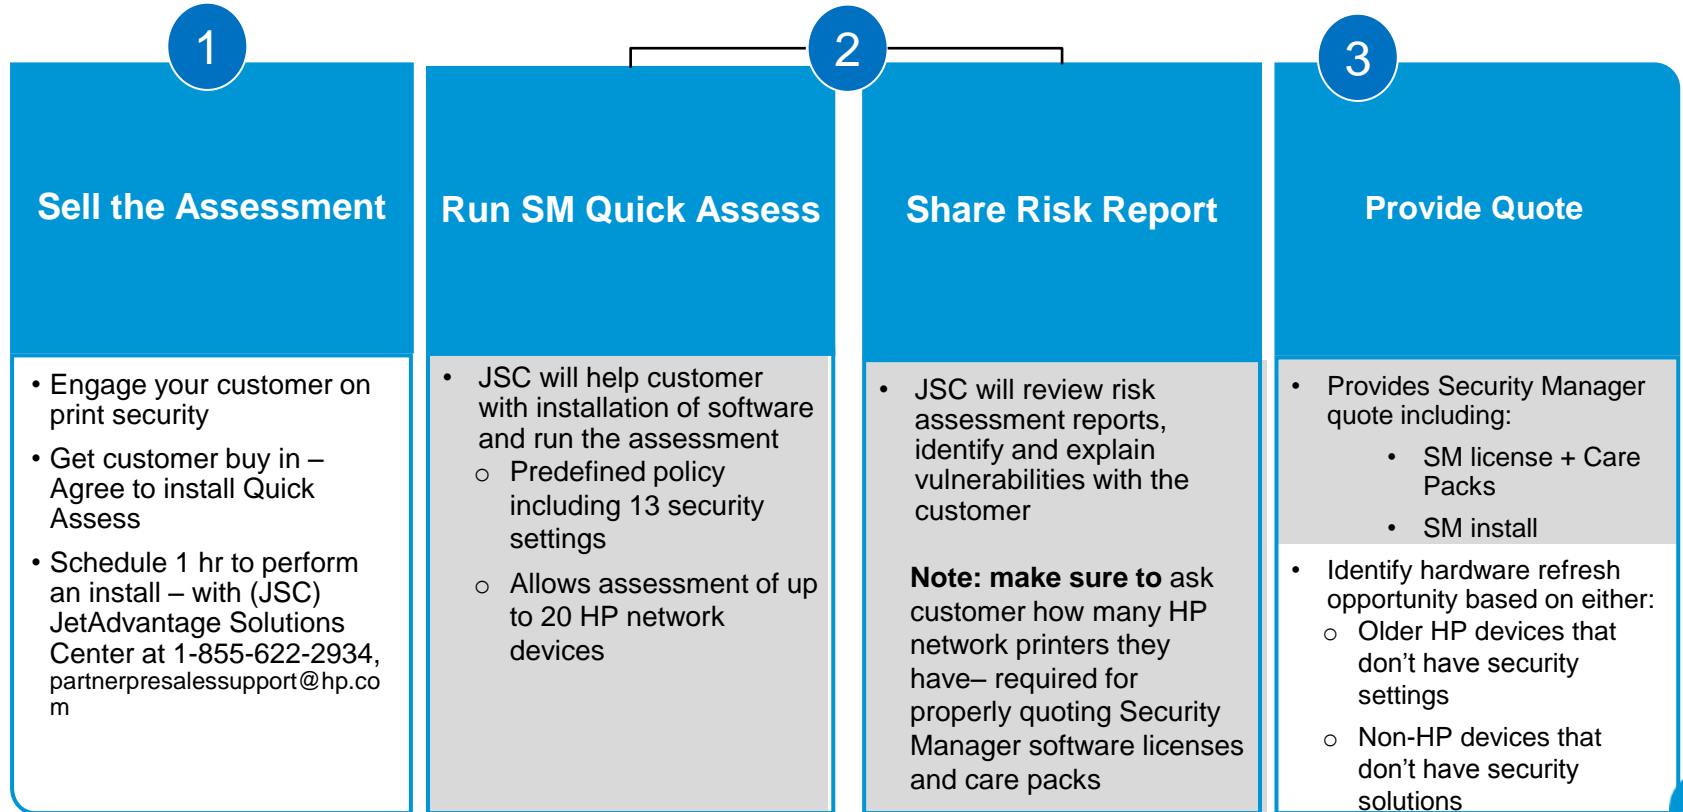 1
2
3
Sell the Assessment
• Engage your customer on
print security
• Get customer buy in –
Agree to install Quick
Assess
• Schedule 1 hr to perform
an install – with (JSC)
JetAdvantage Solutions
Center at 1-855-622-2934,
partnerpresalessupport@hp.co
m
Run SM Quick Assess
• JSC will help customer
with installation of software
and run the assessment
o Predefined policy
including 13 security
settings
o Allows assessment of up
to 20 HP network
devices
Share Risk Report
• JSC will review risk
assessment reports,
identify and explain
vulnerabilities with the
customer
Note: make sure to ask
customer how many HP
network printers they
have– required for
properly quoting Security
Manager software licenses
and care packs
Provide Quote
• Provides Security Manager
quote including:
• SM license + Care
Packs
• SM install
• Identify hardware refresh
opportunity based on either:
o Older HP devices that
don’t have security
settings
o Non-HP devices that
don’t have security
solutions